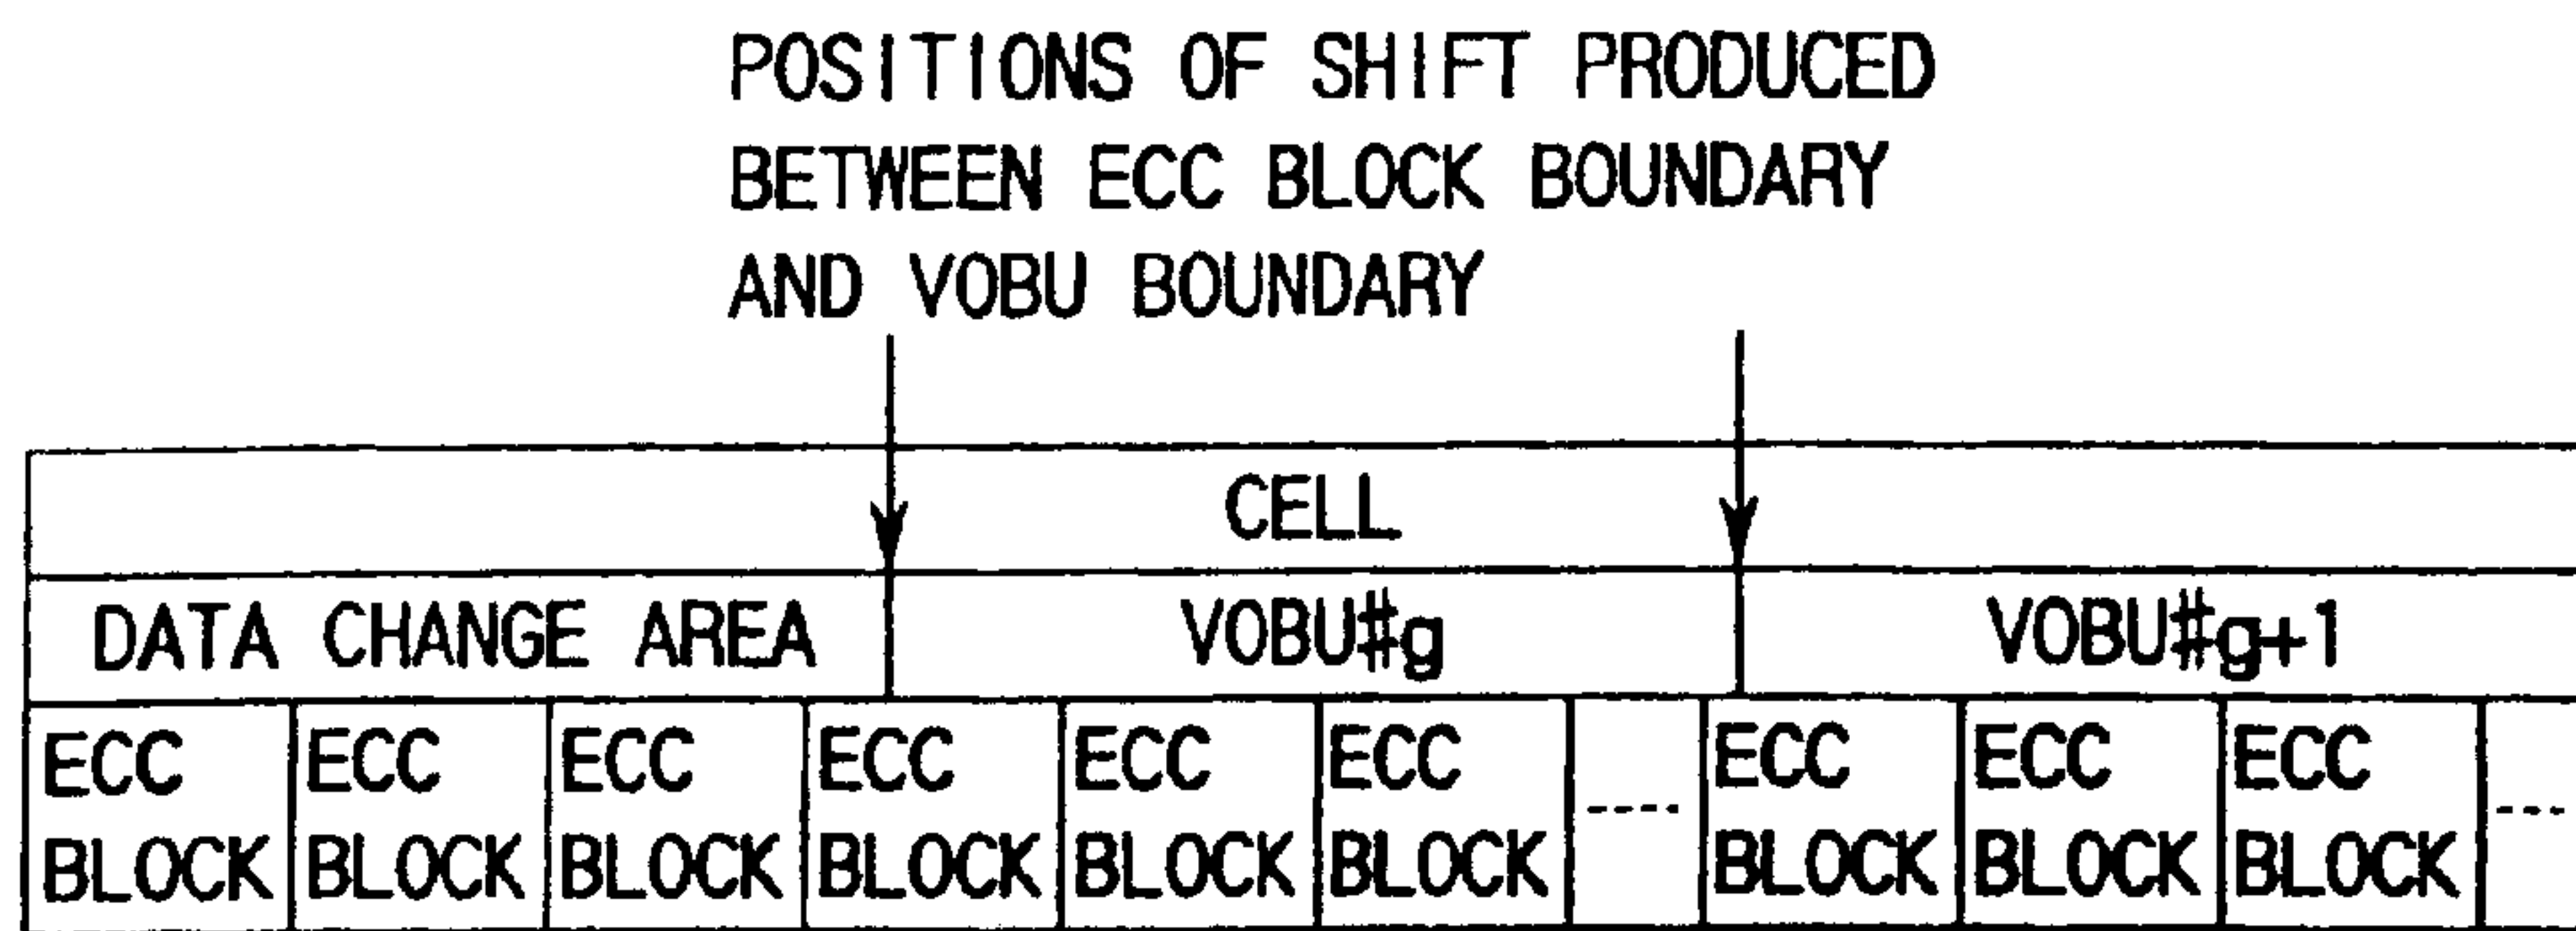 POSITIONS OF SHIFT PRODUCED
BETWEEN ECC BLOCK BOUNDARY
AND VOBU BOUNDARY
CELL
DATA CHANGE AREA VOBU#g VOBU#g+1
ECC ECC ECC ECC ECC ECC ---- ECC ECC ECC ---
BLOCK BLOCK BLOCK BLOCK BLOCK BLOCK BLOCK BLOCK BLOCK